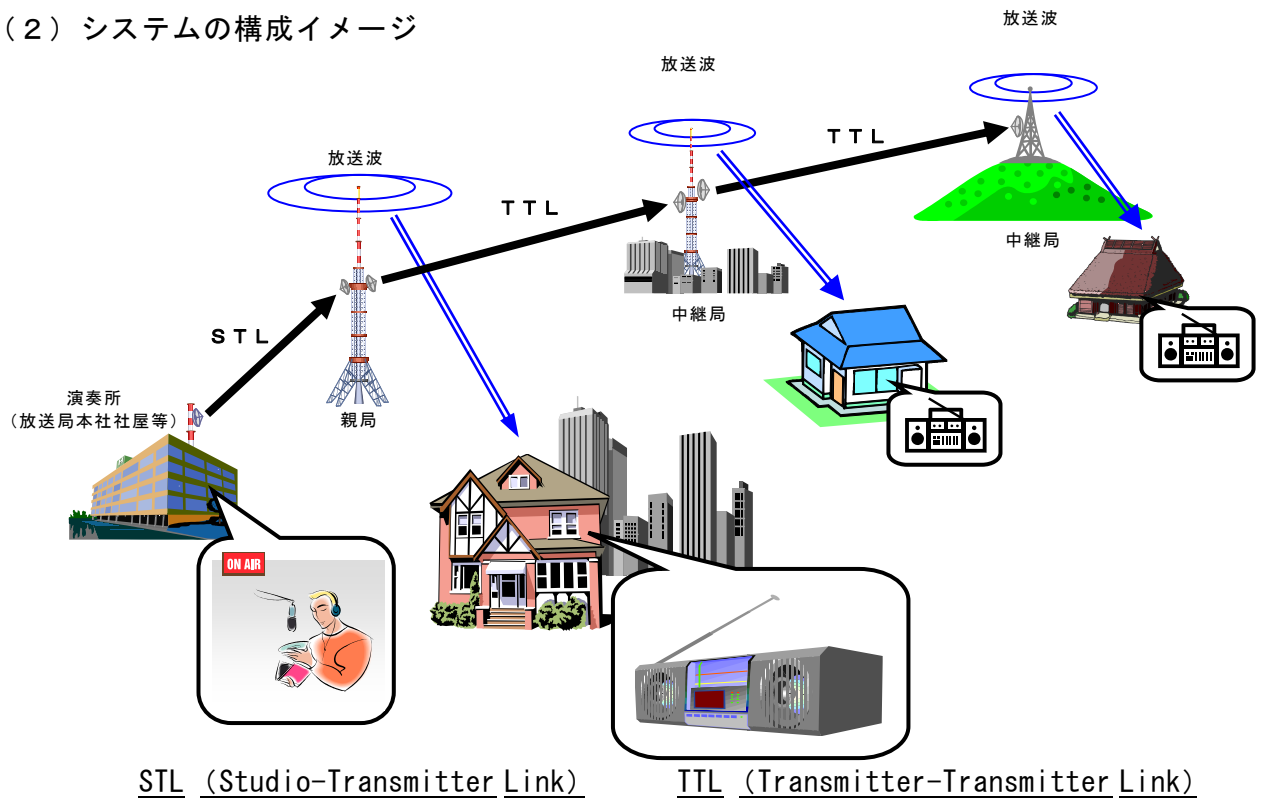 （２）システムの構成イメージ
放送波
放送波
ＴＴＬ
放送波
ＴＴＬ
中継局
中継局
ＳＴＬ
演奏所
（放送局本社社屋等）
親局
ON AIR
STL (Studio-Transmitter Link)
TTL (Transmitter-Transmitter Link)